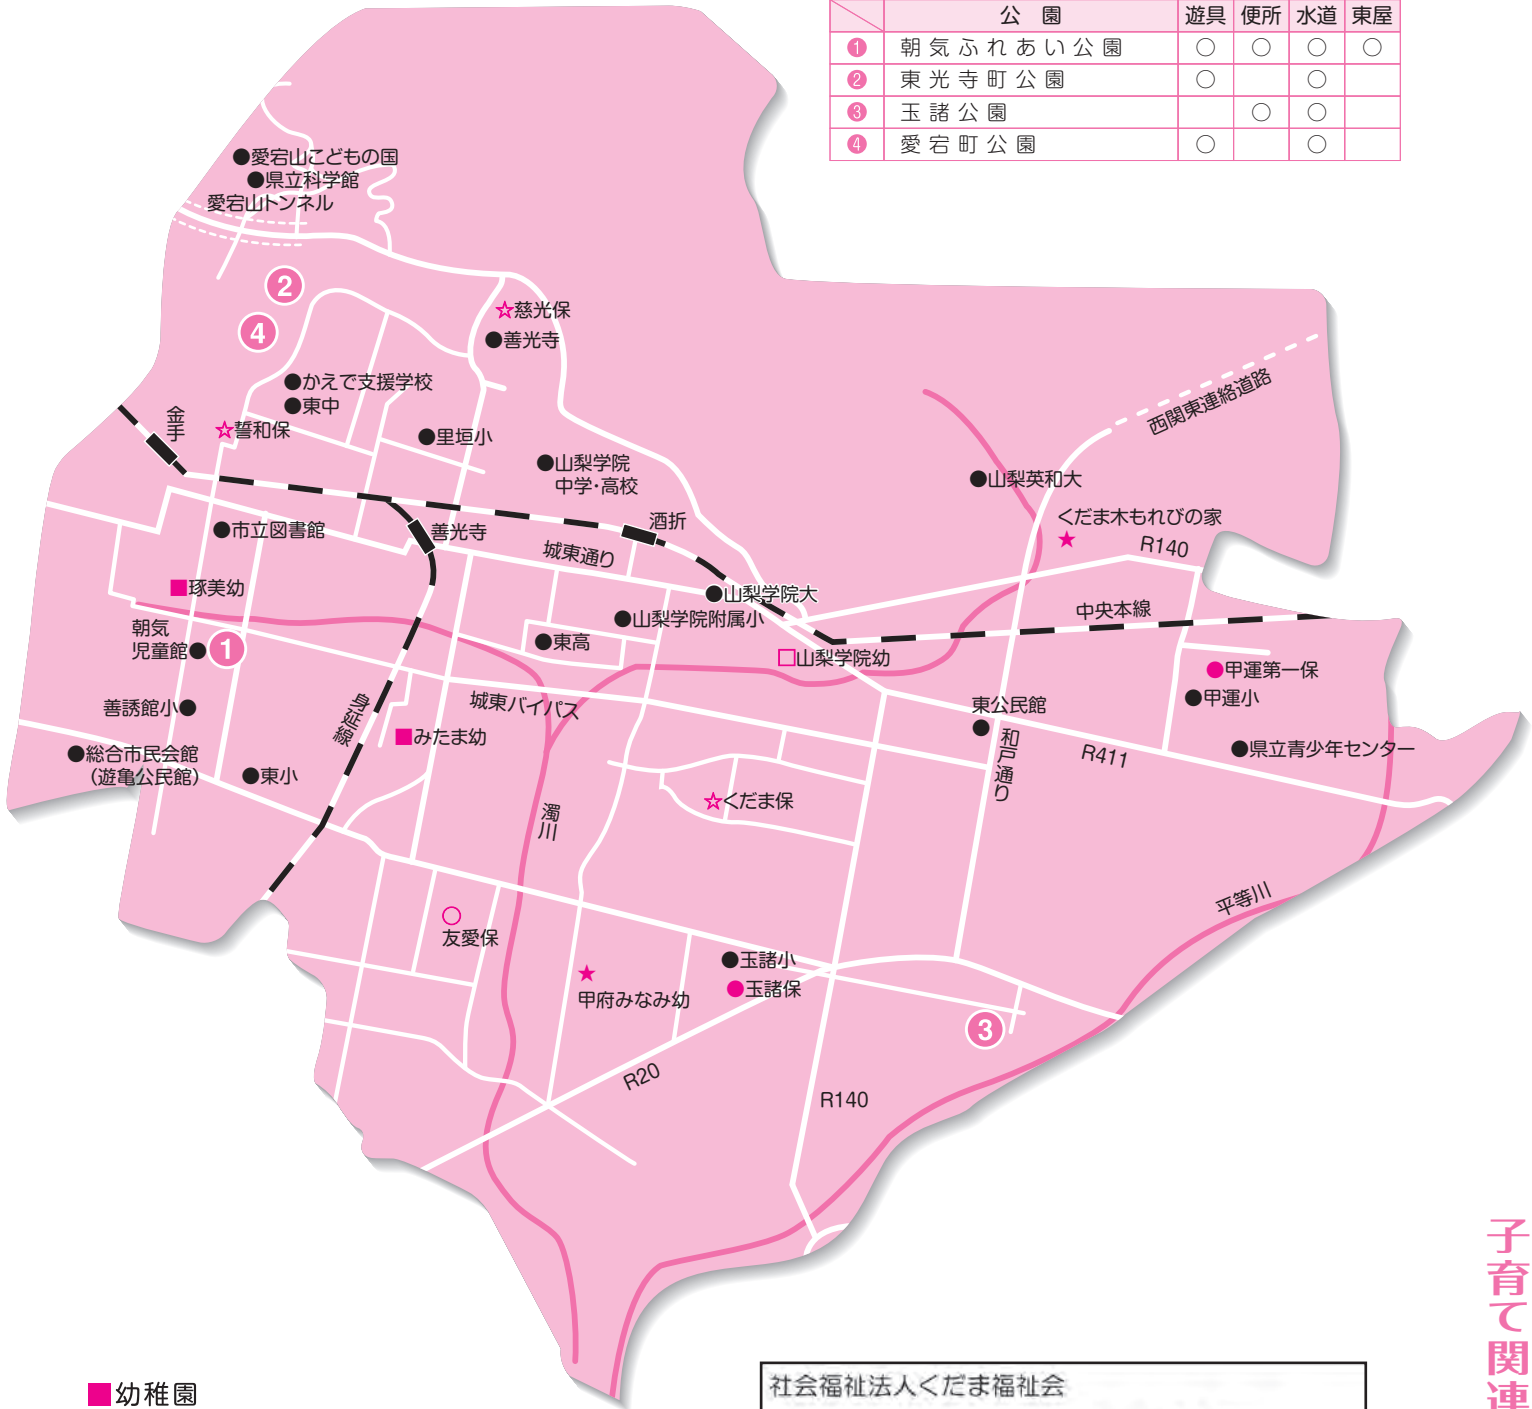 公園 遊具 便所 水道 東屋
1 朝気ふれあい公園 ○ ○ ○ ○
2 東光寺町公園 ○ ○
3 玉諸公園 ○ ○
4 愛宕町公園 ○ ○
●愛宕山こどもの国
●県立科学館
愛宕山トンネル
2
4
☆慈光保
●善光寺
●かえで支援学校
●東中
金手
☆誓和保
●里垣小
●山梨学院
中学・高校
西関東連絡道路
●山梨英和大
くだま木もれびの家
★
R140
●市立図書館
善光寺
酒折
城東通り
■琢美幼
●山梨学院大
●山梨学院附属小
中央本線
朝気
児童館●
1
●東高
□山梨学院幼
●甲運第一保
●甲運小
善誘館小●
身延線
城東バイパス
■みたま幼
東公民館
●
和戸通り
R411
●県立青少年センター
●総合市民会館
(遊亀公民館)
●東小
濁川
☆くだま保
平等川
○
友愛保
★
甲府みなみ幼
●玉諸小
●玉諸保
3
R20
R140
子育て関連
■幼稚園
社会福祉法人くだま福祉会